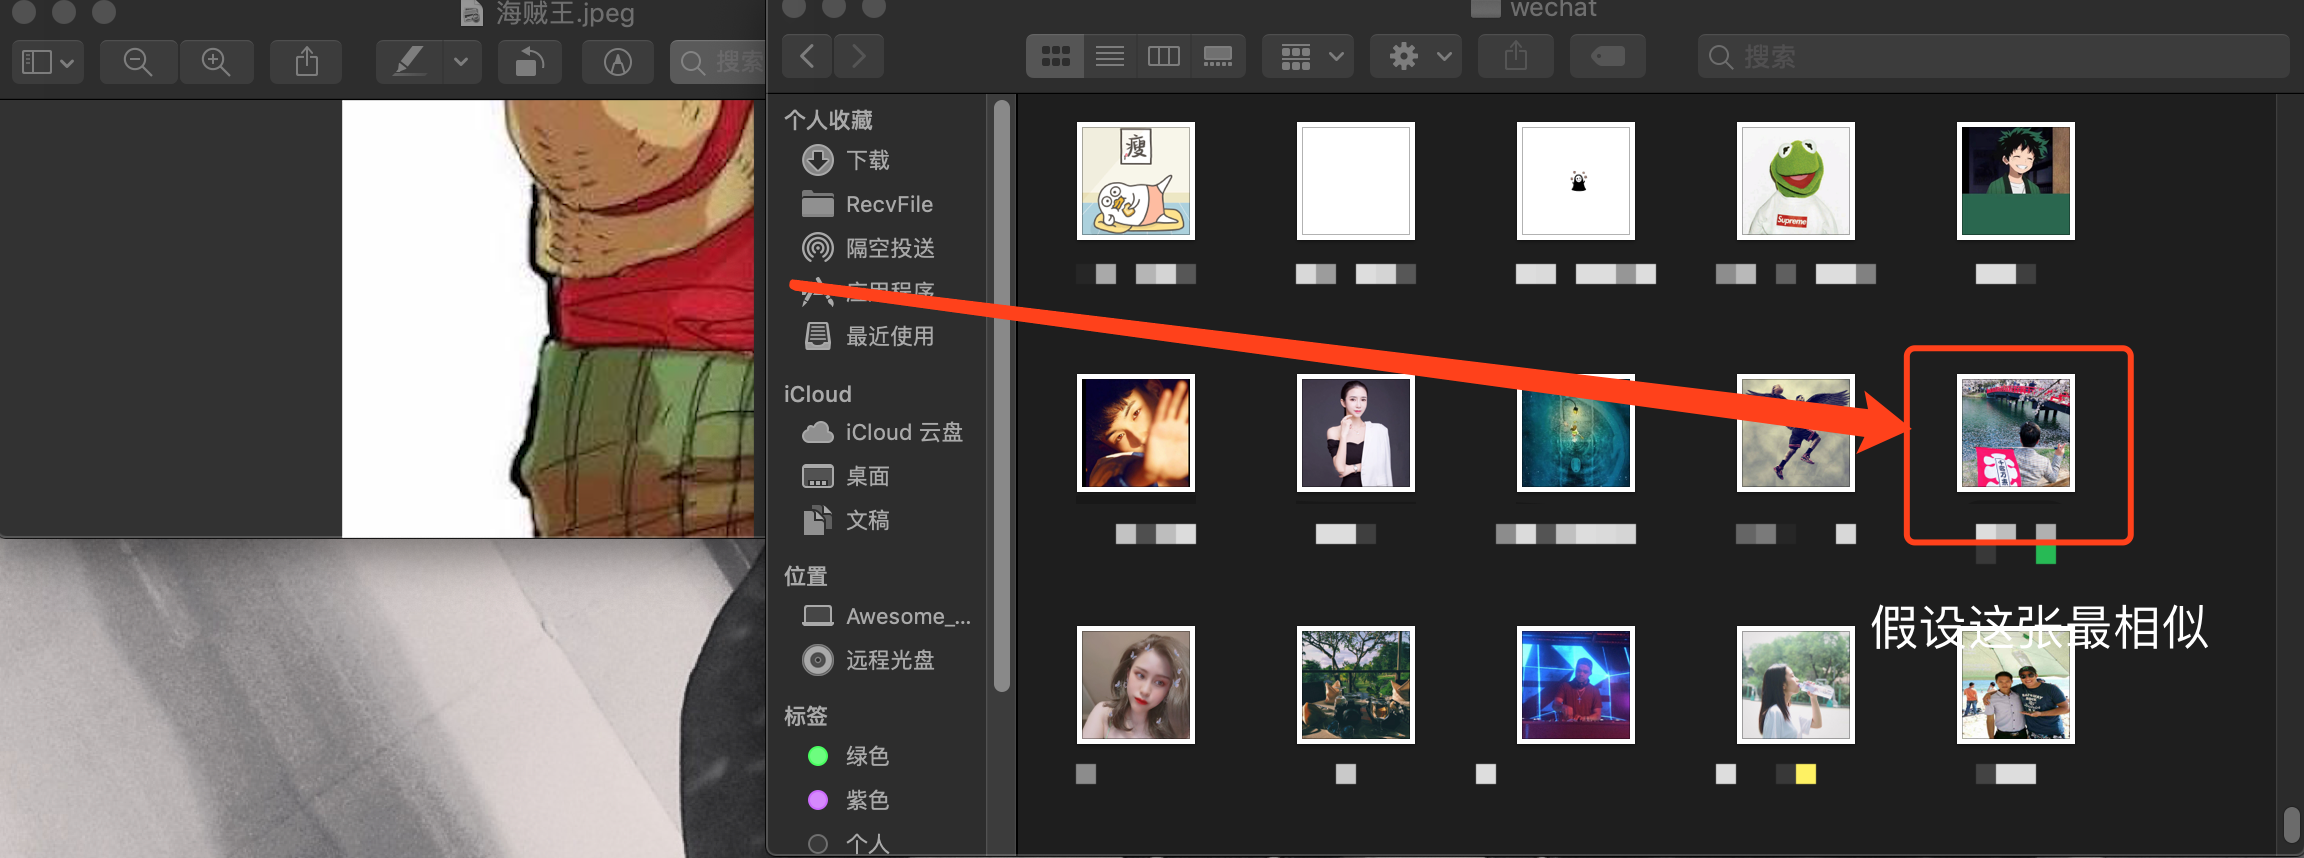 海贼王.jpeg
搜索
wechat
搜索
个人收藏
下载
RecvFile
隔空投送
应用程序
最近使用
iCloud
iCloud 云盘
桌面
文稿
位置
Awesome_...
远程光盘
标签
绿色
紫色
个人
瘦
Supreme
假设这张最相似